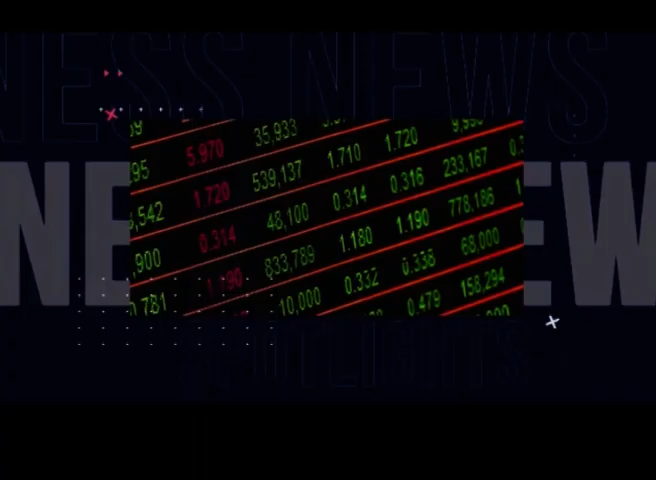 NESS NEWS
35,933
5.970
95 539,137 1.710 1.720
1.720 48,100 0.314 0.316 233,167
,542 0.314 833,789 1.180 1.190 778,186
,900 10,000 0.332 0.338 68,000
0.479 158,294
NE EW
SPOTLIGHTS